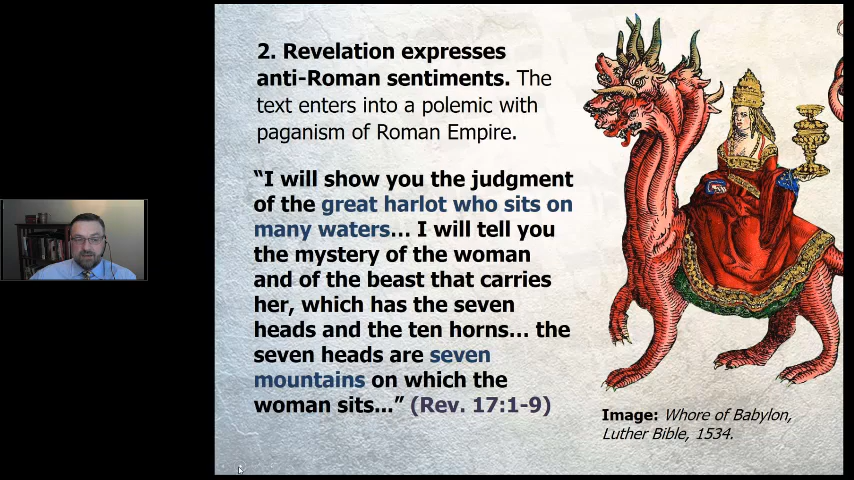 2. Revelation expresses
anti-Roman sentiments. The
text enters into a polemic with
paganism of Roman Empire.
“I will show you the judgment
of the great harlot who sits on
many waters... I will tell you
the mystery of the woman
and of the beast that carries
her, which has the seven
heads and the ten horns... the
seven heads are seven
mountains on which the
woman sits...” (Rev. 17:1-9)
Image: Whore of Babylon,
Luther Bible, 1534.